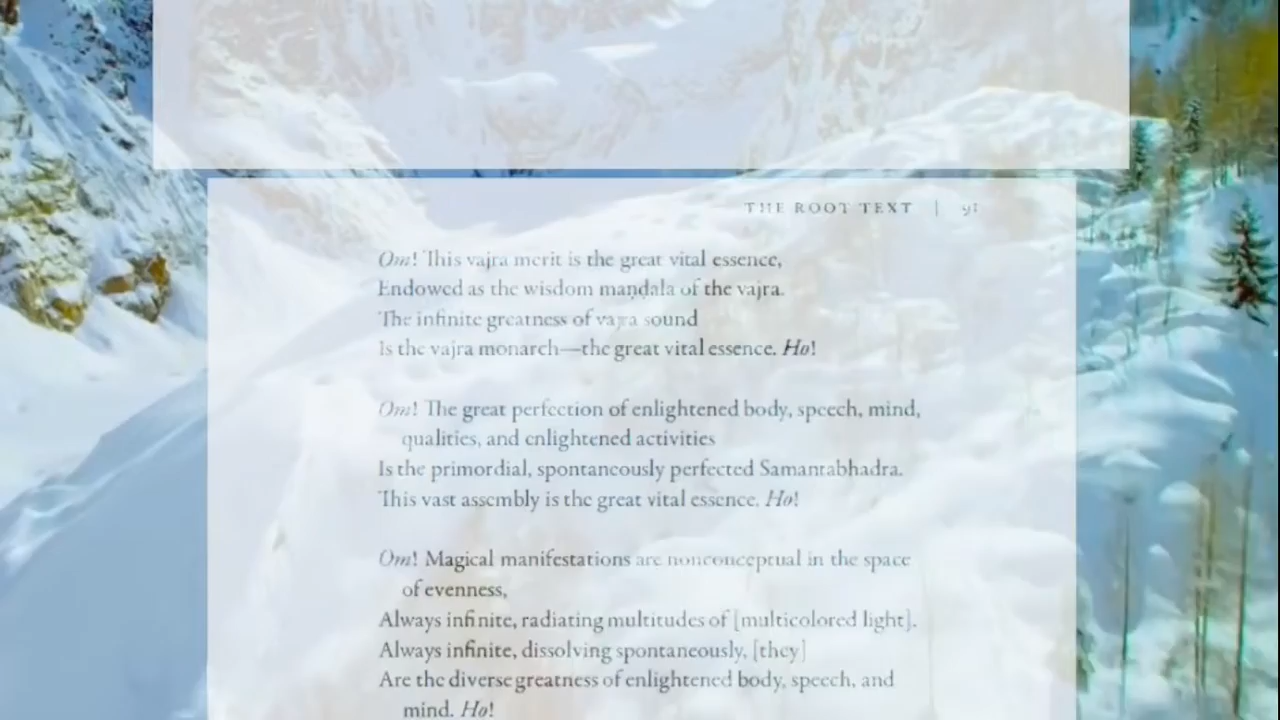 THE ROOT TEXT | 91
Om! This vajra merit is the great vital essence,
Endowed as the wisdom maṇḍala of the vajra.
The infinite greatness of vajra sound
Is the vajra monarch—the great vital essence. Ho!
Om! The great perfection of enlightened body, speech, mind,
qualities, and enlightened activities
Is the primordial, spontaneously perfected Samantabhadra.
This vast assembly is the great vital essence. Ho!
Om! Magical manifestations are nonconceptual in the space
of evenness,
Always infinite, radiating multitudes of [multicolored light].
Always infinite, dissolving spontaneously, [they]
Are the diverse greatness of enlightened body, speech, and
mind. Ho!